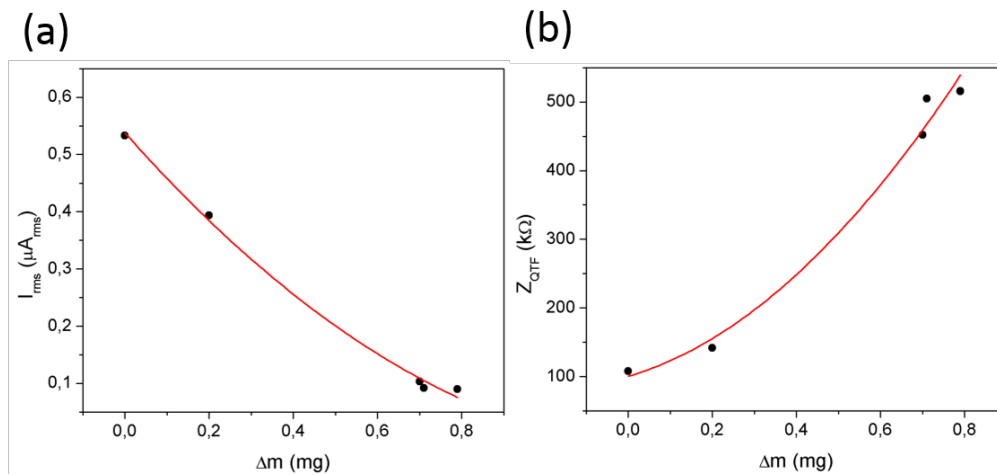 (a)
0,6
0,5
0,4
0,3
0,2
0,1
I_rms (μA_rms)
0,0 0,2 0,4 0,6 0,8
Δm (mg)
(b)
500
400
300
200
100
Z_QTF (kΩ)
0,0 0,2 0,4 0,6 0,8
Δm (mg)